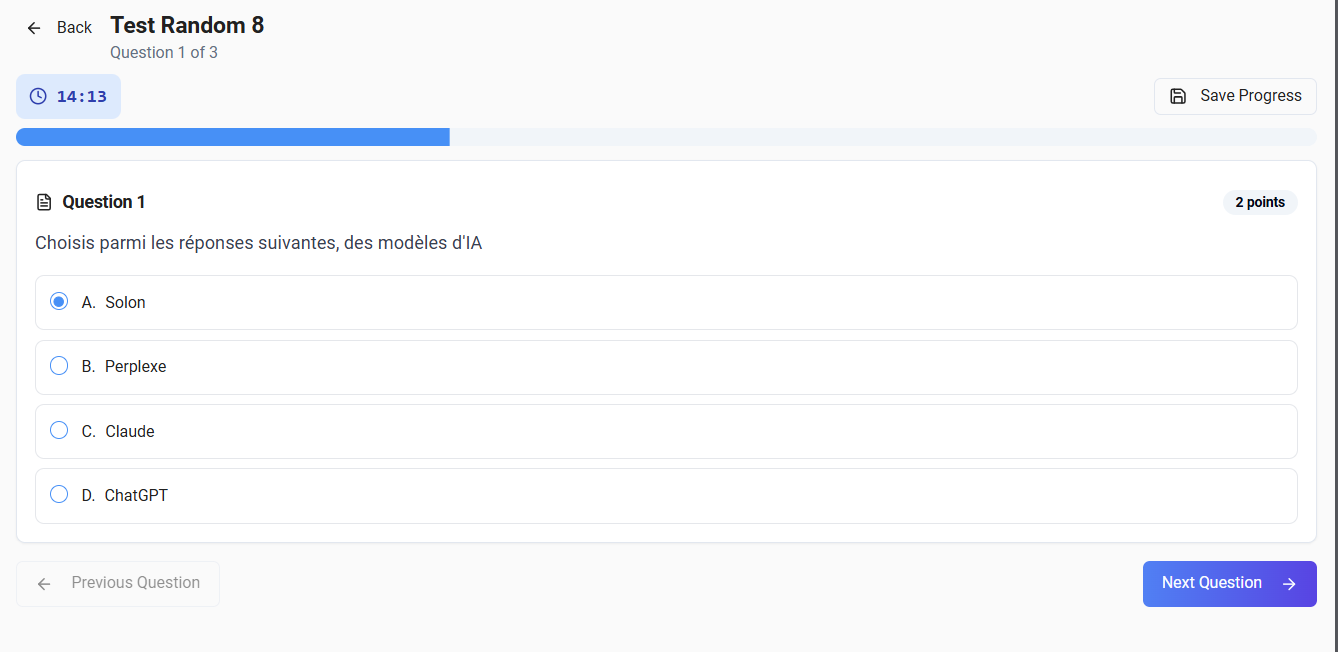 Back
Test Random 8
Question 1 of 3
14:13
Save Progress
Question 1
2 points
Choisis parmi les réponses suivantes, des modèles d'IA
A. Solon
B. Perplexe
C. Claude
D. ChatGPT
Previous Question
Next Question